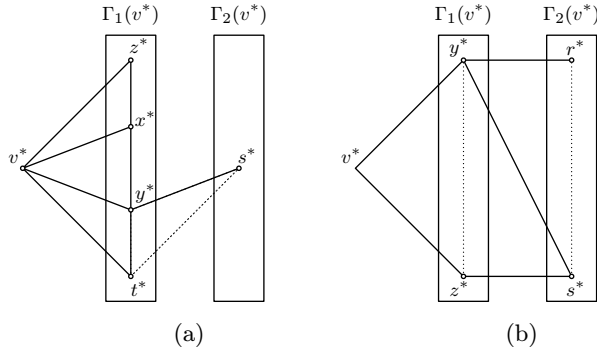 Γ₁(v*) Γ₂(v*) Γ₁(v*) Γ₂(v*)
z* y* r*
x*
v* s* v*
y*
t* z* s*
(a) (b)